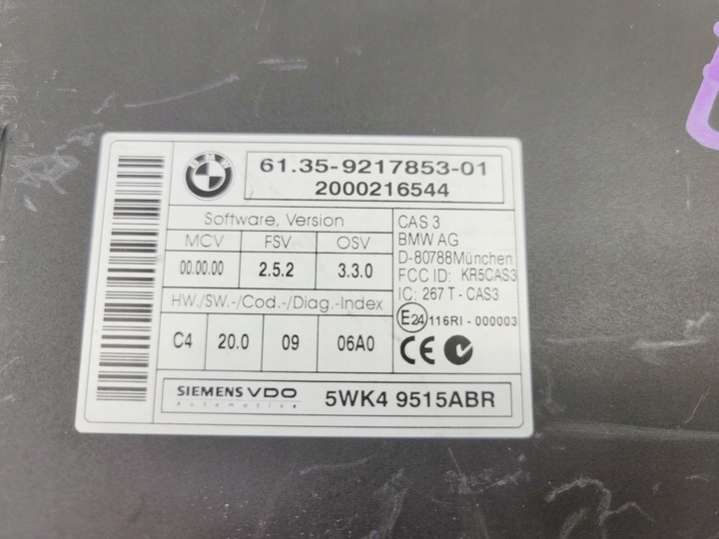 BMW
61.35-9217853-01
2000216544
Software, Version
MCV FSV OSV
00.00.00 2.5.2 3.3.0
HW./SW.-/Cod.-/Diag.-Index
C4 20.0 09 06A0
CAS 3
BMW AG
D-80788München
FCC ID: KR5CAS3
IC: 267 T - CAS3
E24 116RI - 000003
CE
SIEMENS VDO
Automotive
5WK4 9515ABR